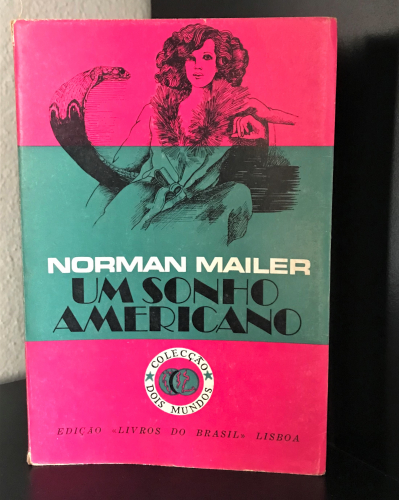 NORMAN MAILER
UM SONHO
AMERICANO
COLECÇÃO
DOIS MUNDOS
EDIÇÃO «LIVROS DO BRASIL» LISBOA